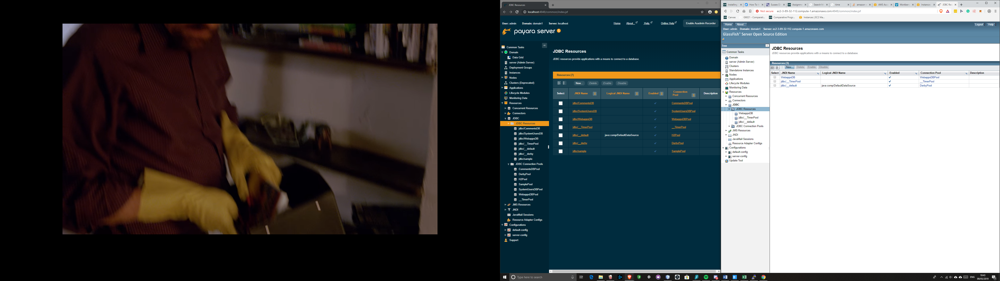 JDBC Resources
localhost:4848/common/index.jsf
User: admin Domain: domain1 Server: localhost
Home About... Help Online Help Enable Asadmin Recorder
payara server 5
Common Tasks
Domain
Data Grid
server (Admin Server)
Deployment Groups
Instances
Nodes
Clusters (Deprecated)
Applications
Lifecycle Modules
Monitoring Data
Resources
Concurrent Resources
Connectors
JDBC
JDBC Resources
jdbc/CommentsDB
jdbc/SystemUsersDB
jdbc/WebappsDB
jdbc/__TimerPool
jdbc/__default
jdbc/__derby
jdbc/sample
JDBC Connection Pools
CommentsDBPool
DerbyPool
H2Pool
SamplePool
SystemUsersDBPool
WebappsDBPool
__TimerPool
JMS Resources
JNDI
JavaMail Sessions
Resource Adapter Configs
Configurations
default-config
server-config
Support
JDBC Resources
JDBC resources provide applications with a means to connect to a database.
Resources (7)
New... Delete Enable Disable
Select JNDI Name Logical JNDI Name Enabled Connection Pool Description
jdbc/CommentsDB CommentsDBPool
jdbc/SystemUsersDB SystemUsersDBPool
jdbc/WebappsDB WebappsDBPool
jdbc/__TimerPool __TimerPool
jdbc/__default java:comp/DefaultDataSource H2Pool
jdbc/__derby DerbyPool
jdbc/sample SamplePool
Installing How To In Sussex Di Assignme Search Me time amazon w AWS Acco Workben Instances JDBC Res
Not secure ec2-3-89-32-112.compute-1.amazonaws.com:4848/common/index.jsf
Canvas G6021 - Comparati... Comparative Progr... Instances | EC2 Ma...
Home About... Logout Help
User: admin Domain: domain1 Server: ec2-3-89-32-112.compute-1.amazonaws.com
GlassFish™ Server Open Source Edition
Tree
Common Tasks
Domain
server (Admin Server)
Clusters
Standalone Instances
Nodes
Applications
Lifecycle Modules
Monitoring Data
Resources
Concurrent Resources
Connectors
JDBC
JDBC Resources
WebappsDB
jdbc/__TimerPool
jdbc/__default
JDBC Connection Pools
JMS Resources
JNDI
JavaMail Sessions
Resource Adapter Configs
Configurations
default-config
server-config
Update Tool
JDBC Resources
JDBC resources provide applications with a means to connect to a database.
Resources (3)
New... Delete Enable Disable
Select JNDI Name Logical JNDI Name Enabled Connection Pool Description
WebappsDB WebappsDBPool
jdbc/__TimerPool __TimerPool
jdbc/__default java:comp/DefaultDataSource DerbyPool
Type here to search
ENG
18:43
09/05/2019